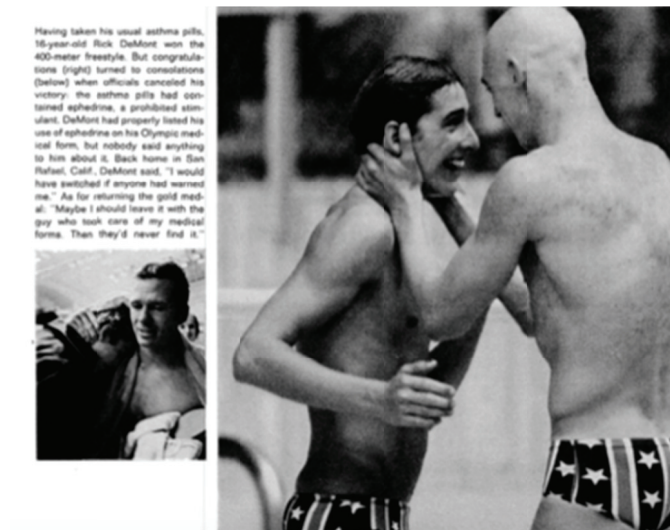 Having taken his usual asthma pills,
16-year-old Rick DeMont won the
400-meter freestyle. But congratula-
tions (right) turned to consolations
(below) when officials canceled his
victory: the asthma pills had con-
tained ephedrine, a prohibited stim-
ulant. DeMont had properly listed his
use of ephedrine on his Olympic med-
ical form, but nobody said anything
to him about it. Back home in San
Rafael, Calif., DeMont said, "I would
have switched if anyone had warned
me." As for returning the gold med-
al: "Maybe I should leave it with the
guy who took care of my medical
forms. Then they'd never find it."